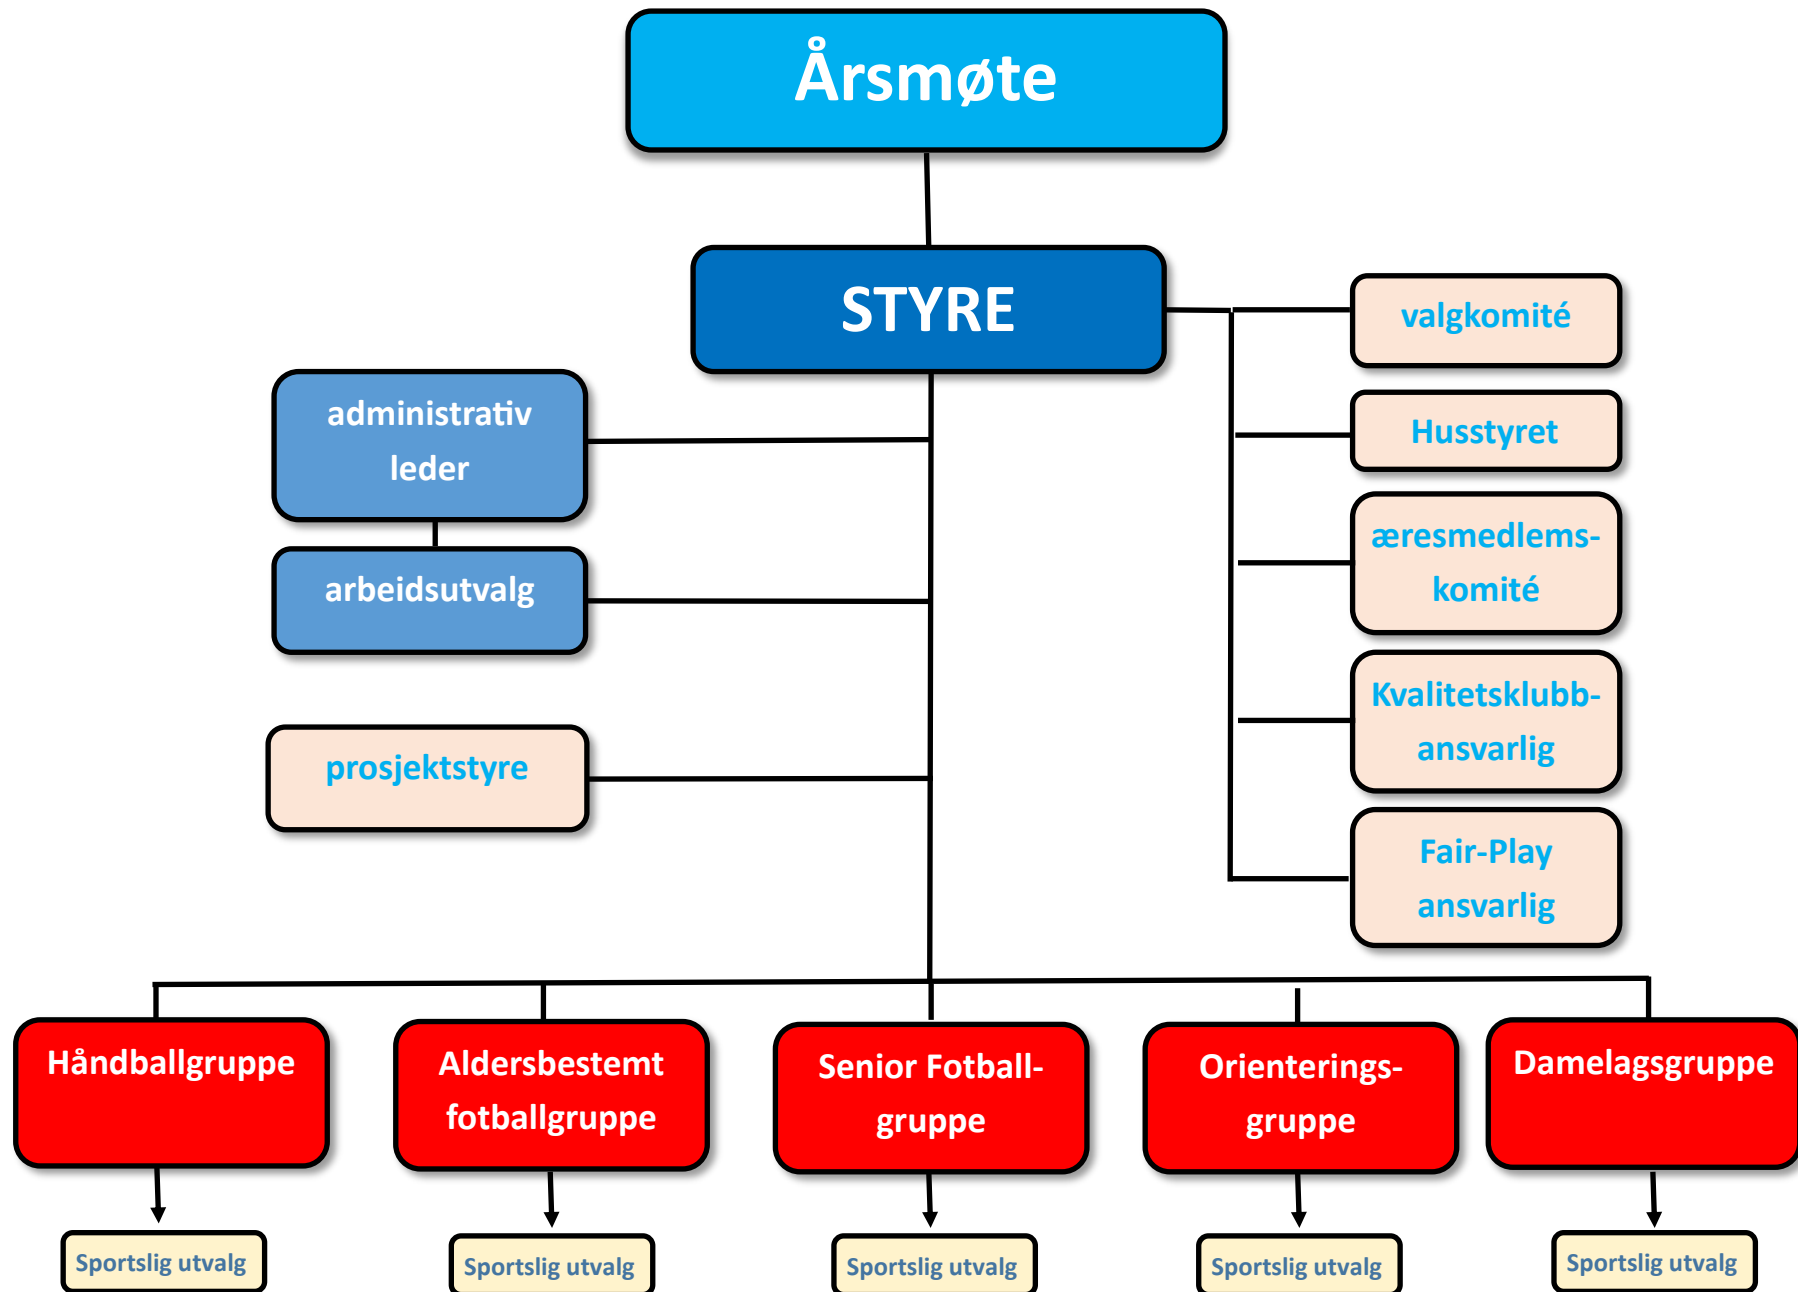 Årsmøte
STYRE
valgkomité
administrativ
leder
Husstyret
æresmedlems-
komité
arbeidsutvalg
Kvalitetsklubb-
ansvarlig
prosjektstyre
Fair-Play
ansvarlig
Håndballgruppe
Aldersbestemt
fotballgruppe
Senior Fotball-
gruppe
Orienterings-
gruppe
Damelagsgruppe
Sportslig utvalg
Sportslig utvalg
Sportslig utvalg
Sportslig utvalg
Sportslig utvalg